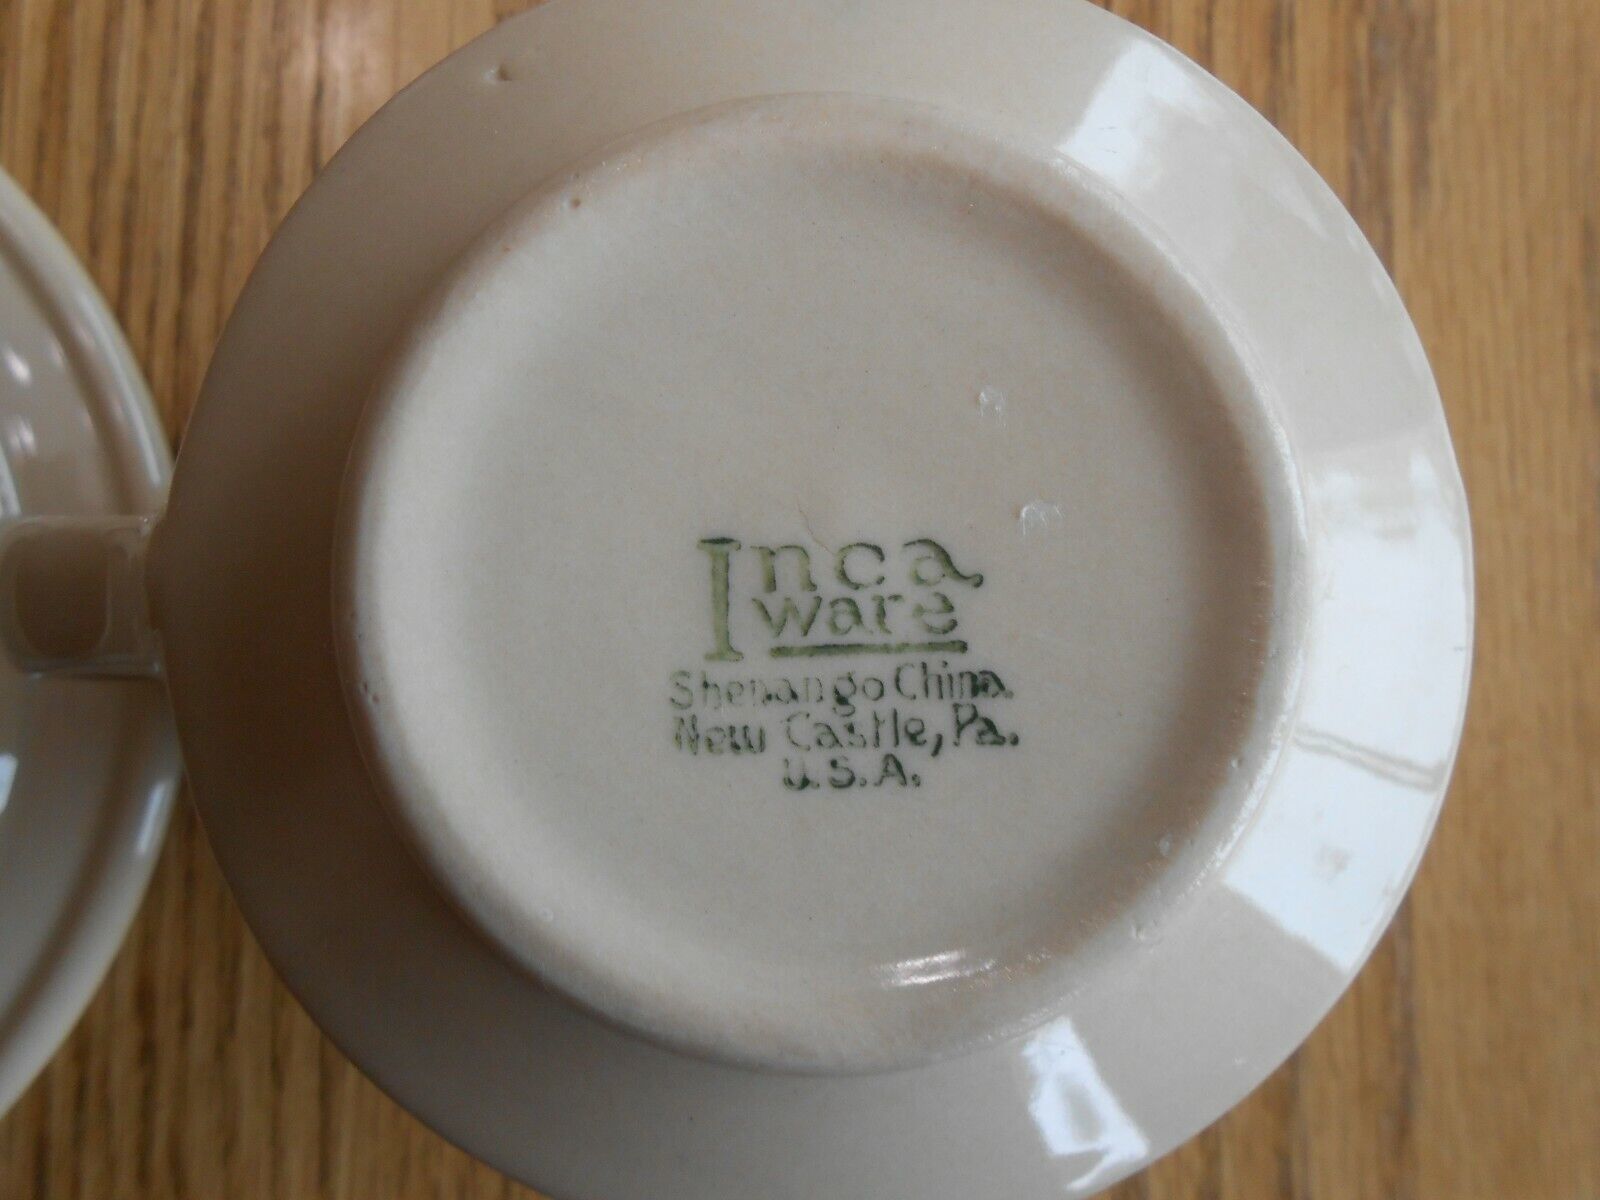 Inca
ware
Shenango China
New Castle, Pa.
U.S.A.